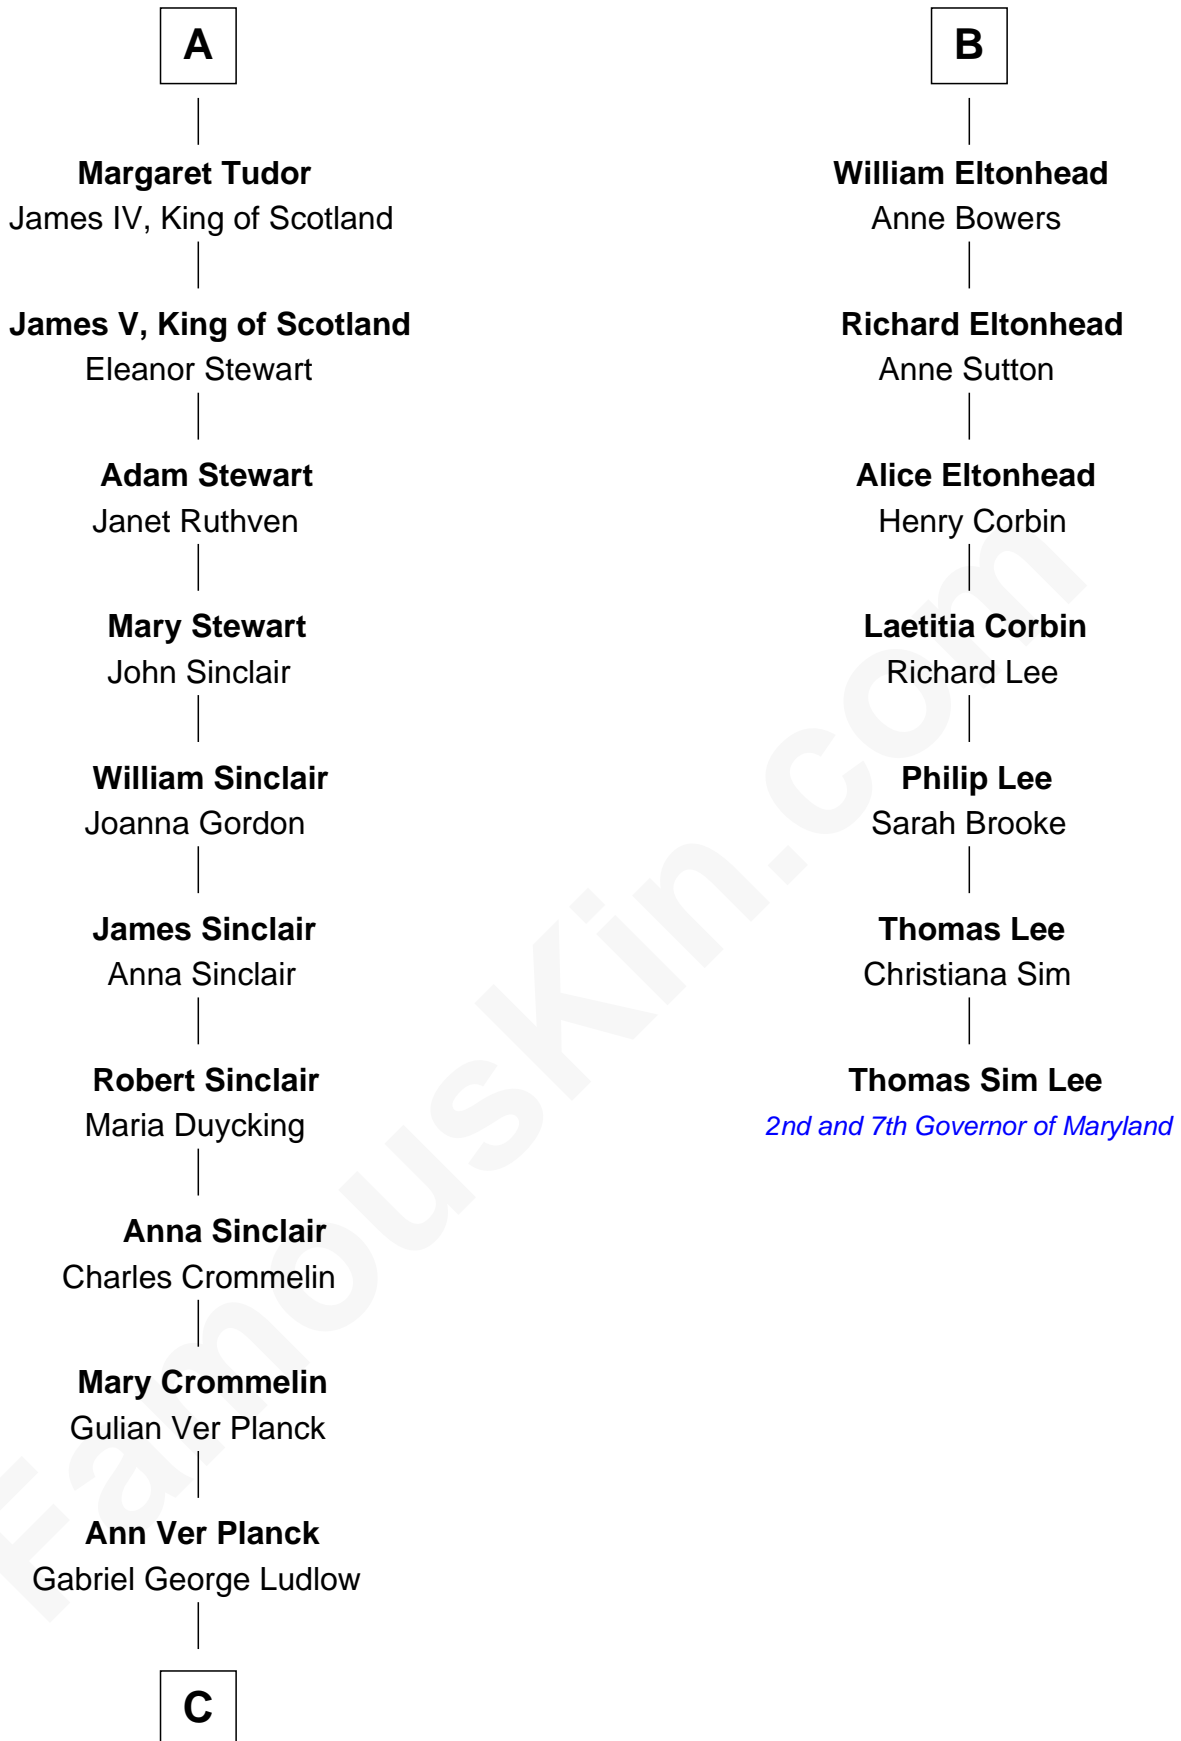 A
Margaret Tudor
James IV, King of Scotland
James V, King of Scotland
Eleanor Stewart
Adam Stewart
Janet Ruthven
Mary Stewart
John Sinclair
William Sinclair
Joanna Gordon
James Sinclair
Anna Sinclair
Robert Sinclair
Maria Duycking
Anna Sinclair
Charles Crommelin
Mary Crommelin
Gulian Ver Planck
Ann Ver Planck
Gabriel George Ludlow
C
B
William Eltonhead
Anne Bowers
Richard Eltonhead
Anne Sutton
Alice Eltonhead
Henry Corbin
Laetitia Corbin
Richard Lee
Philip Lee
Sarah Brooke
Thomas Lee
Christiana Sim
Thomas Sim Lee
2nd and 7th Governor of Maryland
FamousKin.com